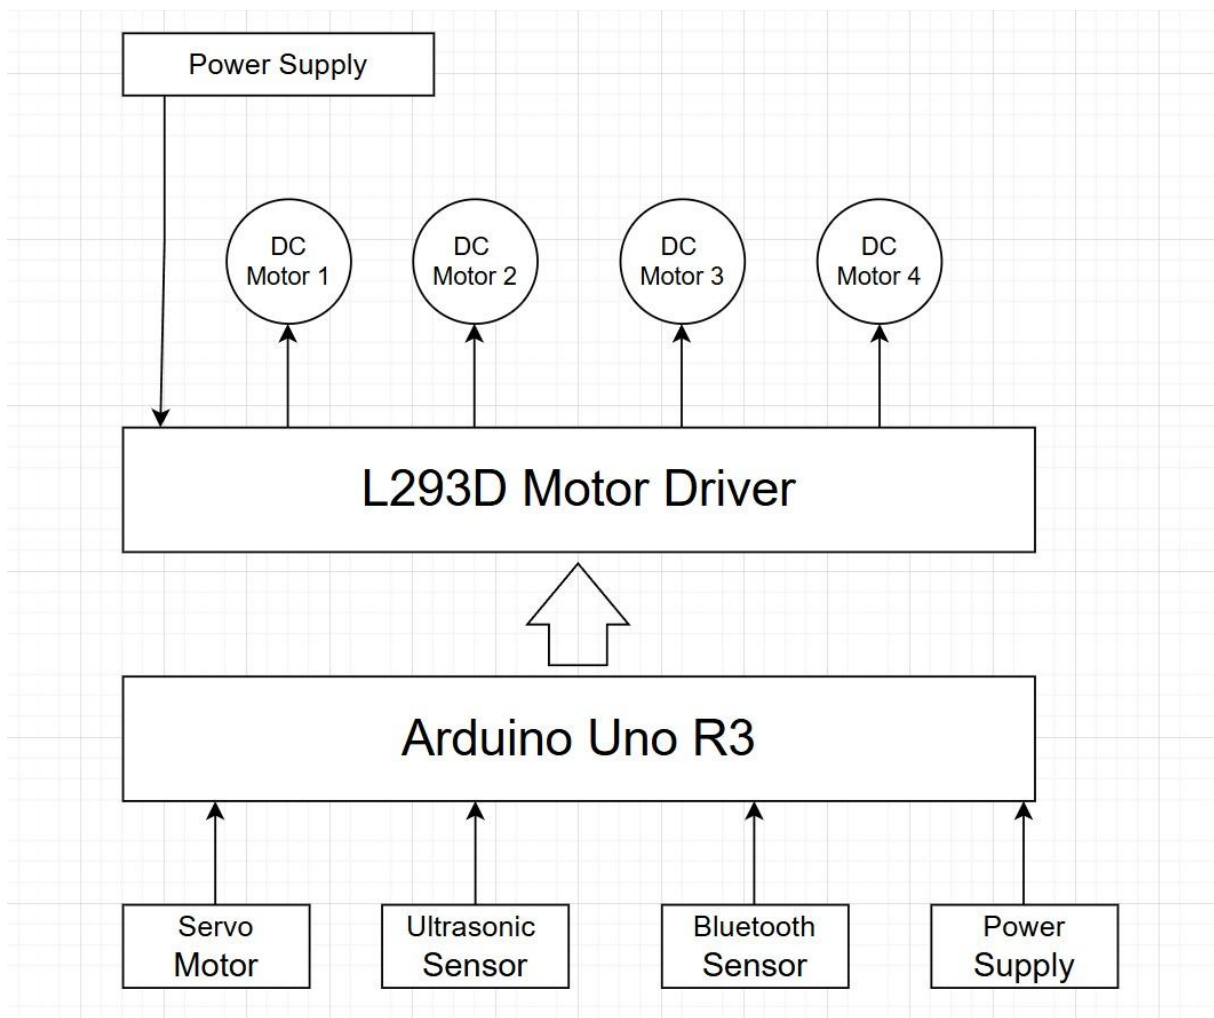 Power Supply
DC
Motor 1
DC
Motor 2
DC
Motor 3
DC
Motor 4
L293D Motor Driver
Arduino Uno R3
Servo
Motor
Ultrasonic
Sensor
Bluetooth
Sensor
Power
Supply